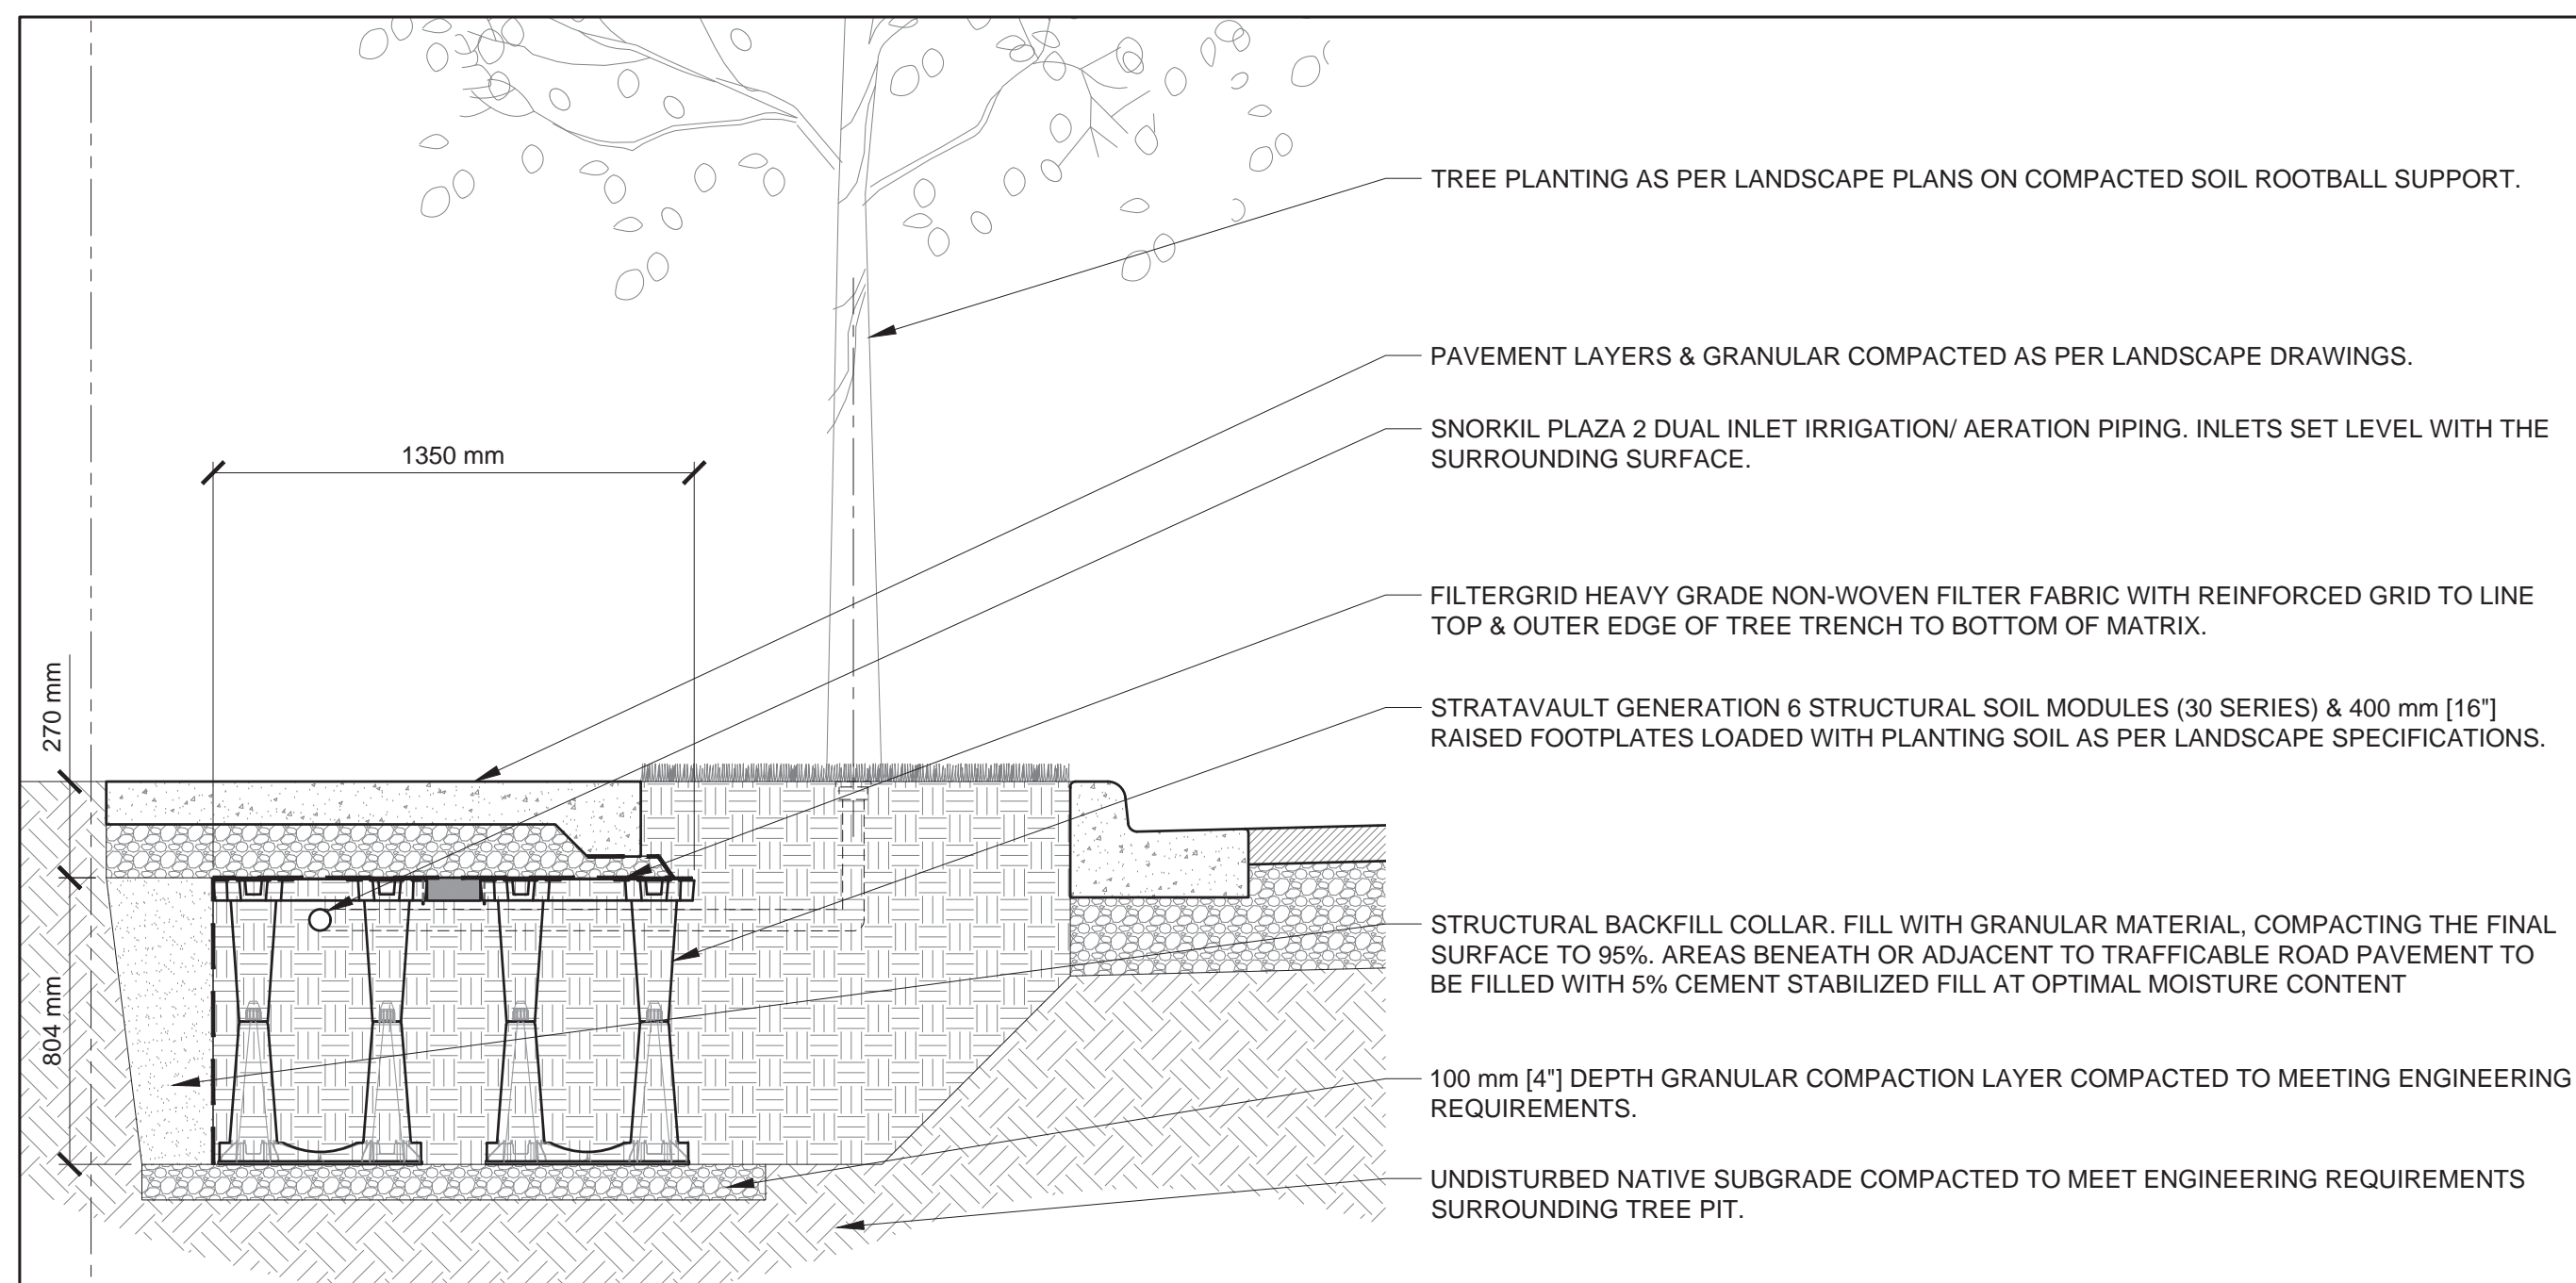 TREE PLANTING AS PER LANDSCAPE PLANS ON COMPACTED SOIL ROOTBALL SUPPORT.
PAVEMENT LAYERS & GRANULAR COMPACTED AS PER LANDSCAPE DRAWINGS.
SNORKIL PLAZA 2 DUAL INLET IRRIGATION/ AERATION PIPING. INLETS SET LEVEL WITH THE
SURROUNDING SURFACE.
1350 mm
FILTERGRID HEAVY GRADE NON-WOVEN FILTER FABRIC WITH REINFORCED GRID TO LINE
TOP & OUTER EDGE OF TREE TRENCH TO BOTTOM OF MATRIX.
270 mm
STRATAVAULT GENERATION 6 STRUCTURAL SOIL MODULES (30 SERIES) & 400 mm [16"]
RAISED FOOTPLATES LOADED WITH PLANTING SOIL AS PER LANDSCAPE SPECIFICATIONS.
STRUCTURAL BACKFILL COLLAR. FILL WITH GRANULAR MATERIAL, COMPACTING THE FINAL
SURFACE TO 95%. AREAS BENEATH OR ADJACENT TO TRAFFICABLE ROAD PAVEMENT TO
BE FILLED WITH 5% CEMENT STABILIZED FILL AT OPTIMAL MOISTURE CONTENT
804 mm
100 mm [4"] DEPTH GRANULAR COMPACTION LAYER COMPACTED TO MEETING ENGINEERING
REQUIREMENTS.
UNDISTURBED NATIVE SUBGRADE COMPACTED TO MEET ENGINEERING REQUIREMENTS
SURROUNDING TREE PIT.